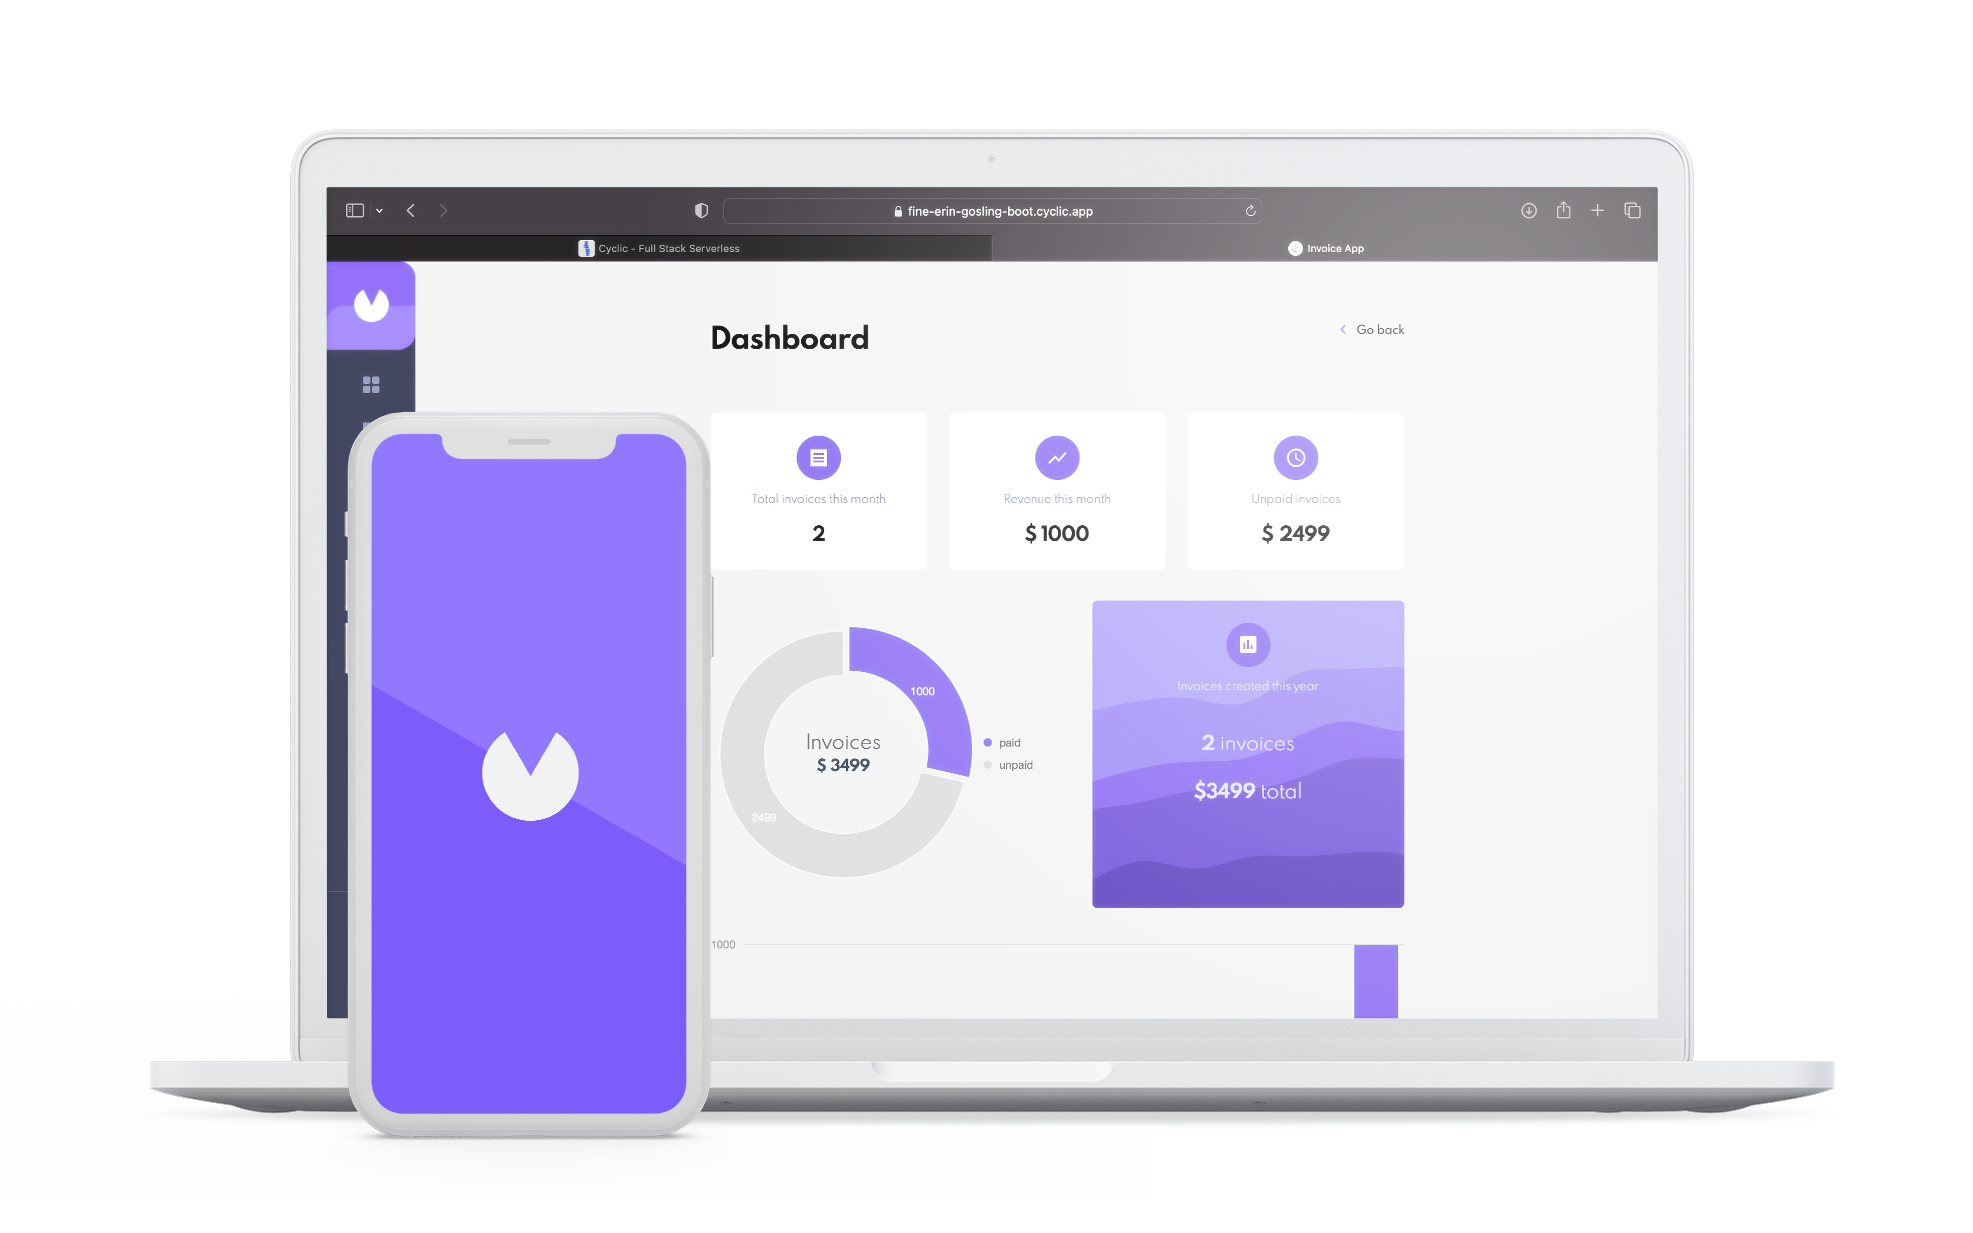 fine-erin-gosling-boot.cyclic.app
Cyclic - Full Stack Serverless
Invoice App
Dashboard
Go back
Total invoices this month
2
Revenue this month
$ 1000
Unpaid invoices
$ 2499
1000
Invoices
$ 3499
2499
paid
unpaid
Invoices created this year
2 invoices
$3499 total
1000